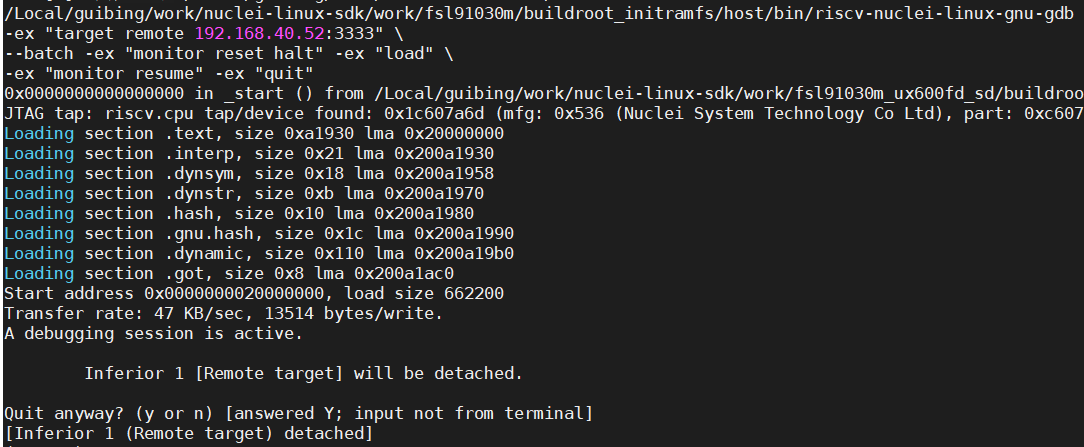 /Local/guibing/work/nuclei-linux-sdk/work/fsl91030m/buildroot_initramfs/host/bin/riscv-nuclei-linux-gnu-gdb
-ex "target remote 192.168.40.52:3333" \
--batch -ex "monitor reset halt" -ex "load" \
-ex "monitor resume" -ex "quit"
0x0000000000000000 in _start () from /Local/guibing/work/nuclei-linux-sdk/work/fsl91030m_ux600fd_sd/buildroo
JTAG tap: riscv.cpu tap/device found: 0x1c607a6d (mfg: 0x536 (Nuclei System Technology Co Ltd), part: 0xc607
Loading section .text, size 0xa1930 lma 0x20000000
Loading section .interp, size 0x21 lma 0x200a1930
Loading section .dynsym, size 0x18 lma 0x200a1958
Loading section .dynstr, size 0xb lma 0x200a1970
Loading section .hash, size 0x10 lma 0x200a1980
Loading section .gnu.hash, size 0x1c lma 0x200a1990
Loading section .dynamic, size 0x110 lma 0x200a19b0
Loading section .got, size 0x8 lma 0x200a1ac0
Start address 0x0000000020000000, load size 662200
Transfer rate: 47 KB/sec, 13514 bytes/write.
A debugging session is active.
Inferior 1 [Remote target] will be detached.
Quit anyway? (y or n) [answered Y; input not from terminal]
[Inferior 1 (Remote target) detached]